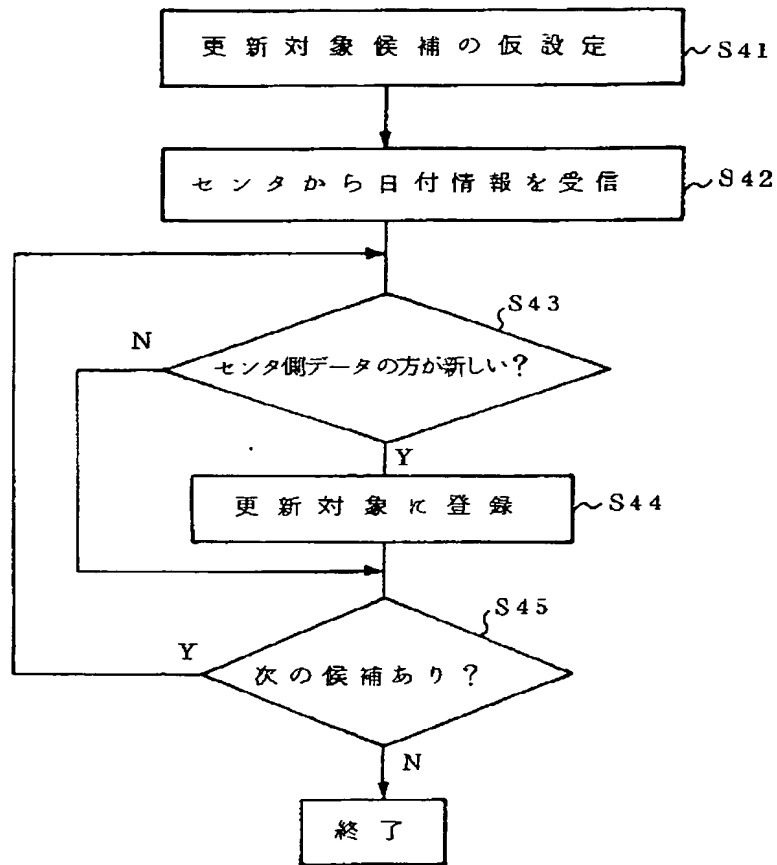 更新対象候補の仮設定
S41
センタから日付情報を受信
S42
S43
N
センタ側データの方が新しい?
Y
更新対象に登録
S44
S45
Y
次の候補あり?
N
終了